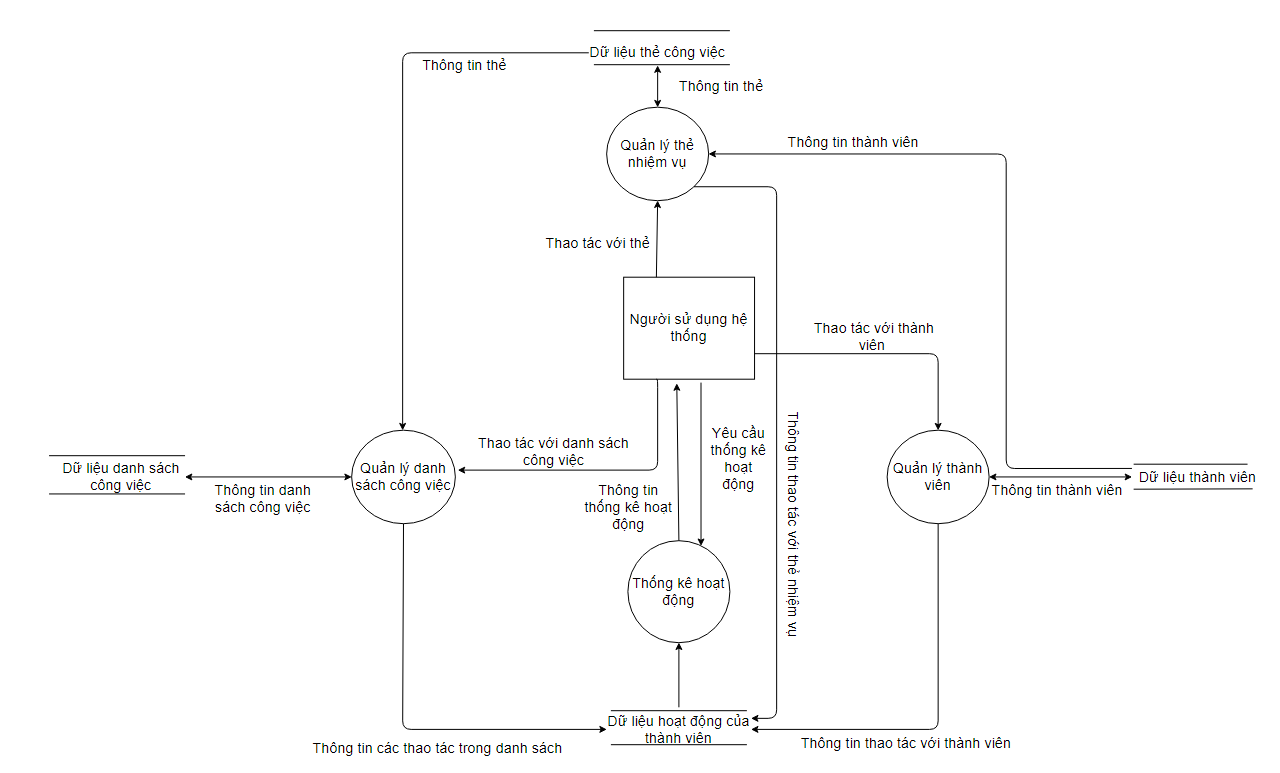 Dữ liệu thẻ công việc
Thông tin thẻ
Thông tin thẻ
Quản lý thẻ
nhiệm vụ
Thông tin thành viên
Thao tác với thẻ
Người sử dụng hệ
thống
Thao tác với thành
viên
Thao tác với danh sách
công việc
Yêu cầu
thống kê
hoạt
động
Thông tin thao tác với thẻ nhiệm vụ
Dữ liệu danh sách
công việc
Thông tin danh
sách công việc
Quản lý danh
sách công việc
Thông tin
thống kê hoạt
động
Quản lý thành
viên
Thông tin thành viên
Dữ liệu thành viên
Thống kê hoạt
động
Dữ liệu hoạt động của
thành viên
Thông tin các thao tác trong danh sách
Thông tin thao tác với thành viên